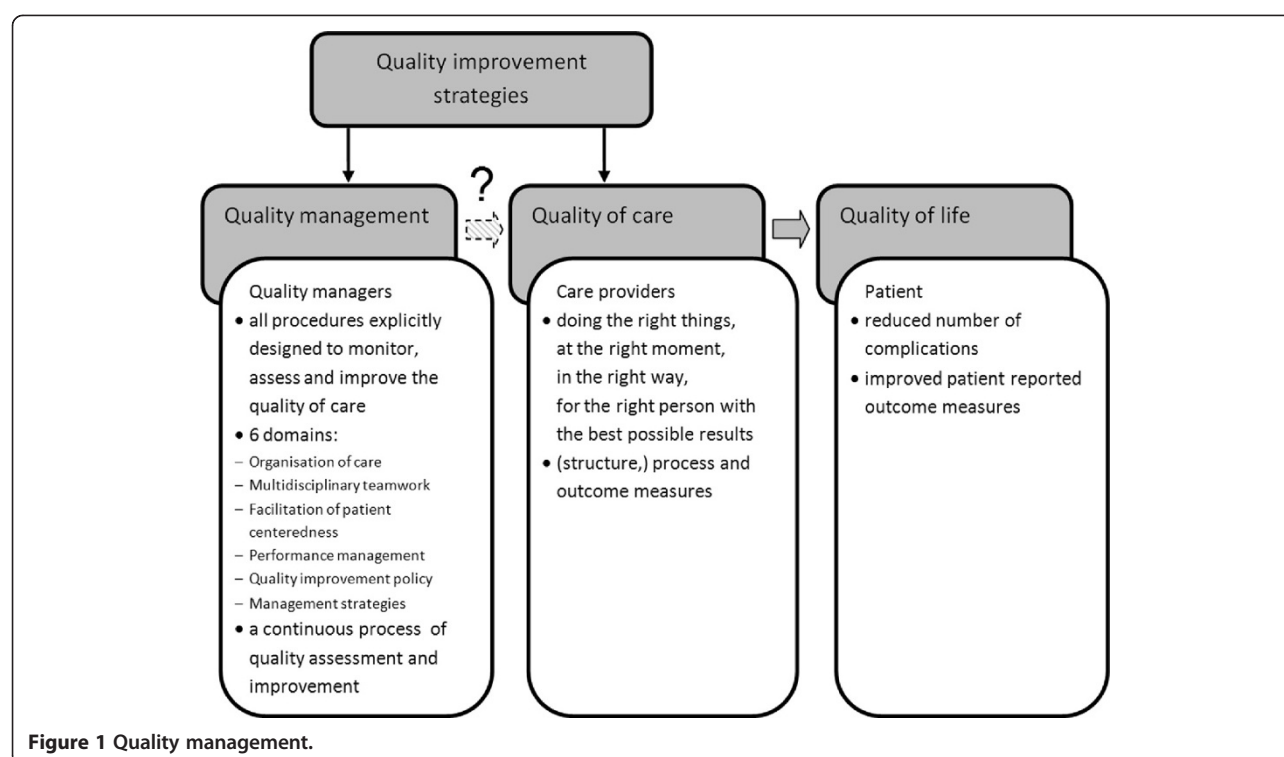 Quality improvement
strategies
?
Quality management
Quality of care
Quality of life
Quality managers
• all procedures explicitly
designed to monitor,
assess and improve the
quality of care
• 6 domains:
– Organisation of care
– Multidisciplinary teamwork
– Facilitation of patient
centeredness
– Performance management
– Quality improvement policy
– Management strategies
• a continuous process of
quality assessment and
improvement
Care providers
• doing the right things,
at the right moment,
in the right way,
for the right person with
the best possible results
• (structure,) process and
outcome measures
Patient
• reduced number of
complications
• improved patient reported
outcome measures
Figure 1 Quality management.